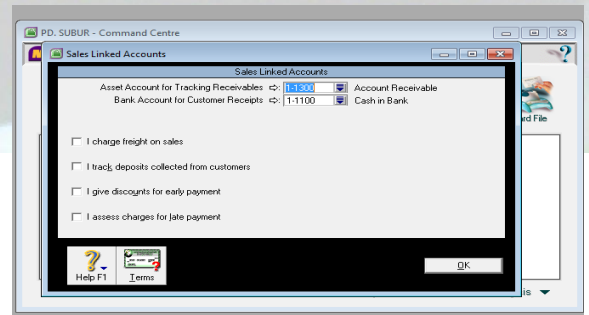 PD. SUBUR - Command Centre
Sales Linked Accounts
Sales Linked Accounts
Asset Account for Tracking Receivables 1-1300 Account Receivable
Bank Account for Customer Receipts 1-1100 Cash in Bank
I charge freight on sales
I track deposits collected from customers
I give discounts for early payment
I assess charges for late payment
Help F1
Terms
OK
rd File
is